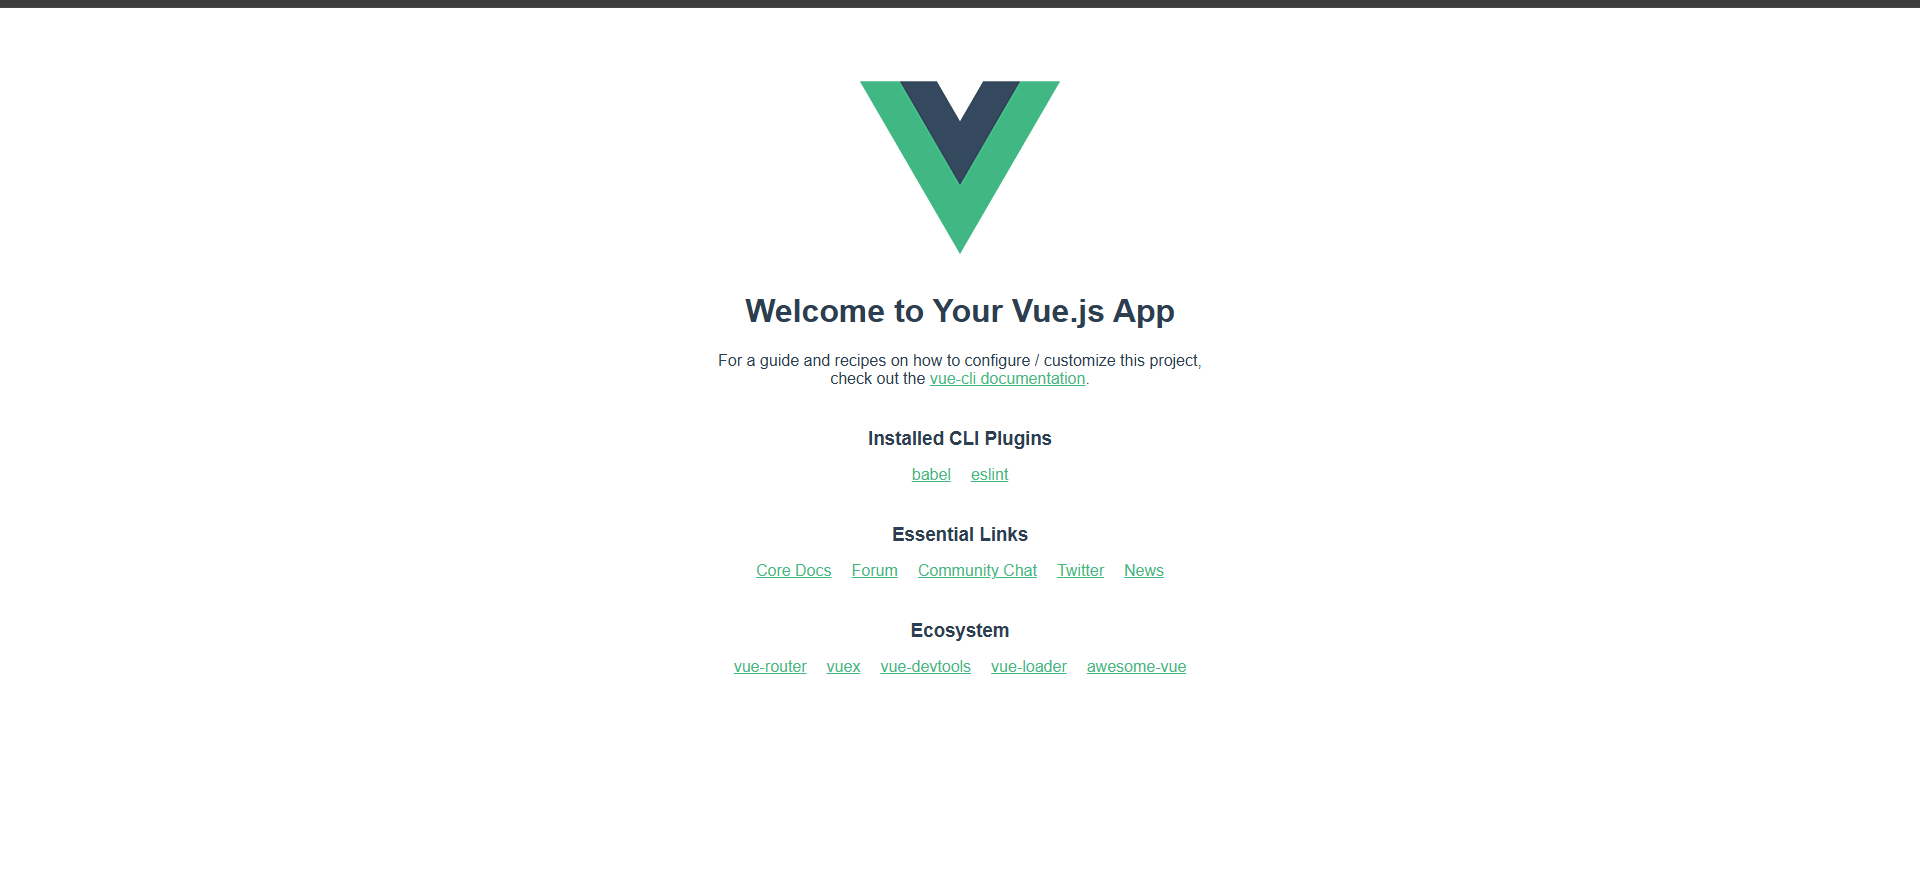 Welcome to Your Vue.js App
For a guide and recipes on how to configure / customize this project,
check out the vue-cli documentation.
Installed CLI Plugins
babel eslint
Essential Links
Core Docs Forum Community Chat Twitter News
Ecosystem
vue-router vuex vue-devtools vue-loader awesome-vue